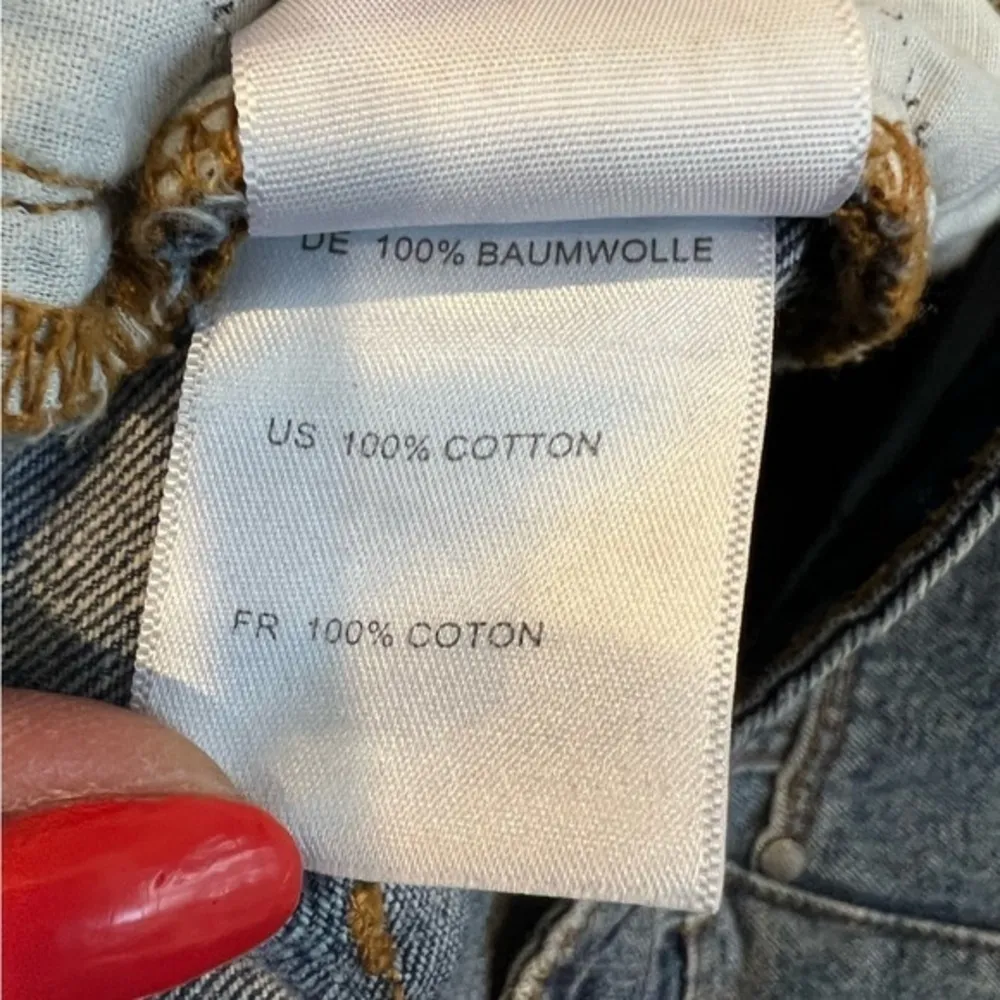 DE 100% BAUMWOLLE
US 100% COTTON
FR 100% COTON